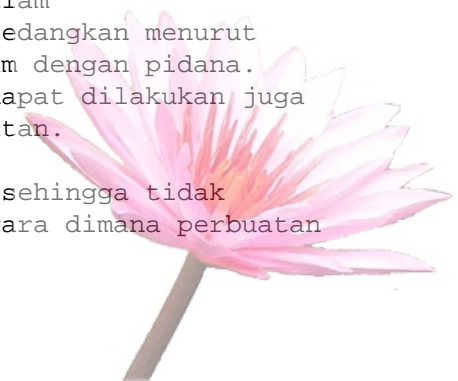 edangkan menurut
m dengan pidana.
apat dilakukan juga
tan.
sehingga tidak
ara dimana perbuatan